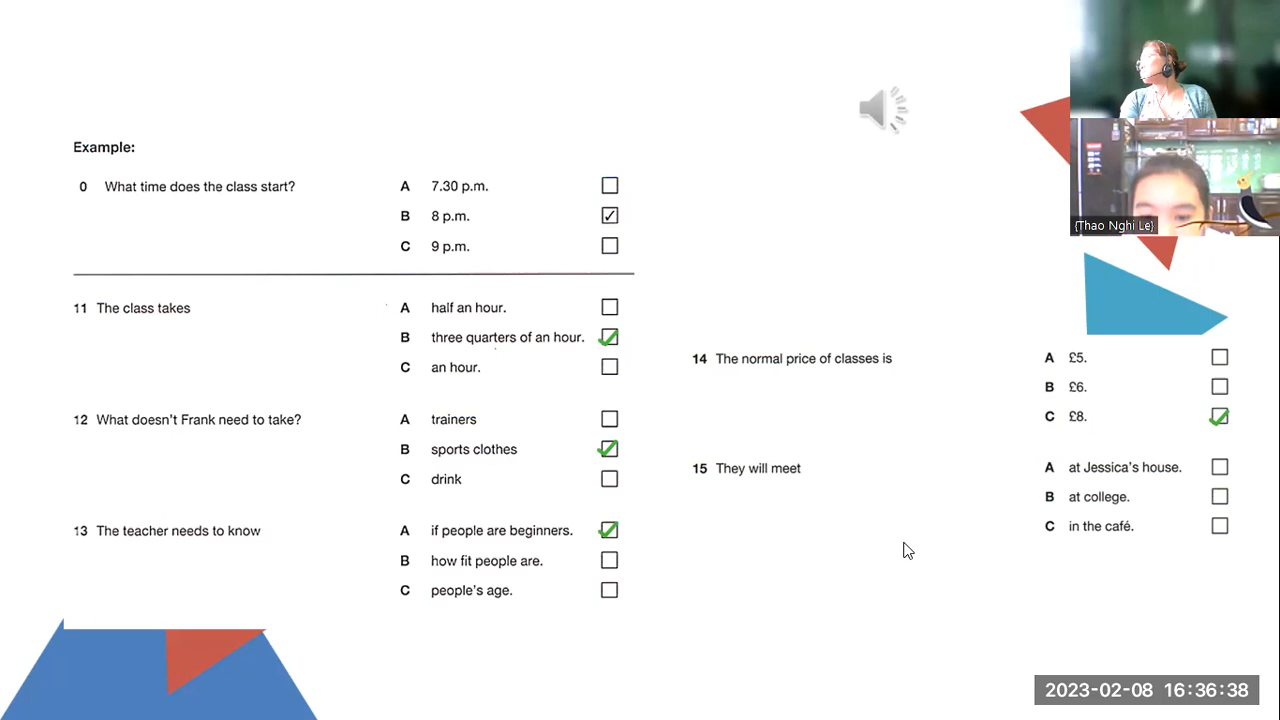 Example:
0 What time does the class start?
A 7.30 p.m.
B 8 p.m.
C 9 p.m.
11 The class takes
A half an hour.
B three quarters of an hour.
C an hour.
12 What doesn't Frank need to take?
A trainers
B sports clothes
C drink
13 The teacher needs to know
A if people are beginners.
B how fit people are.
C people's age.
14 The normal price of classes is
A £5.
B £6.
C £8.
15 They will meet
A at Jessica's house.
B at college.
C in the café.
{Thao Nghi Le}
2023-02-08 16:36:38